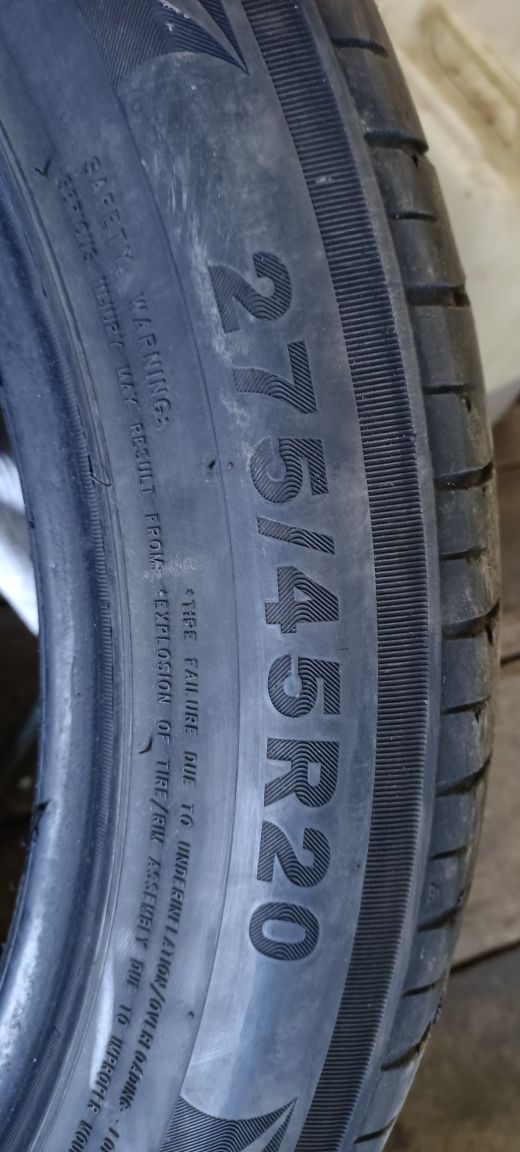 275/45R20
SAFETY WARNING:
SERIOUS INJURY MAY RESULT FROM: *EXPLOSION OF TIRE/RIM ASSEMBLY DUE TO IMPROPER
*TIRE FAILURE DUE TO UNDERINFLATION/OVERLOADING